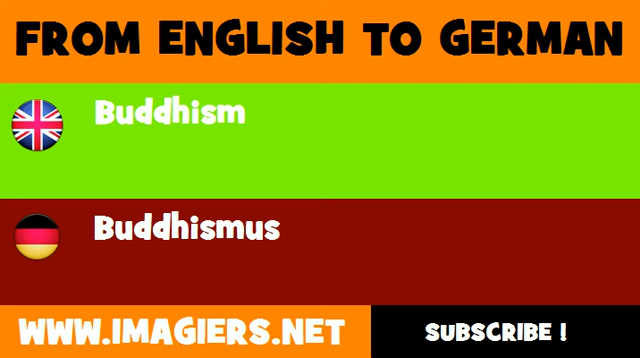 FROM ENGLISH TO GERMAN
Buddhism
Buddhismus
WWW.IMAGIERS.NET
SUBSCRIBE !